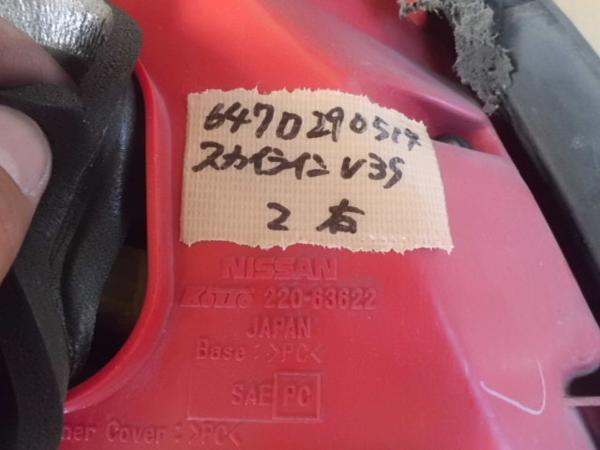 647D290517
スカイライン V35
2 右
NISSAN
KOITO 220-63622
JAPAN
Base:>PC<
SAE PC
ner Cover:>PC<